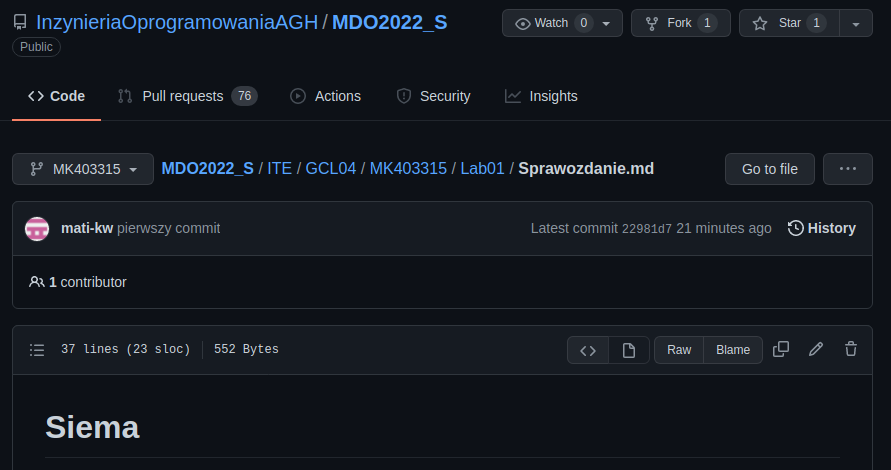 InzynieriaOprogramowaniaAGH / MDO2022_S Watch 0 Fork 1 Star 1
Public
Code Pull requests 76 Actions Security Insights
MK403315 MDO2022_S / ITE / GCL04 / MK403315 / Lab01 / Sprawozdanie.md Go to file ...
mati-kw pierwszy commit Latest commit 22981d7 21 minutes ago History
1 contributor
37 lines (23 sloc) 552 Bytes <> Raw Blame
Siema